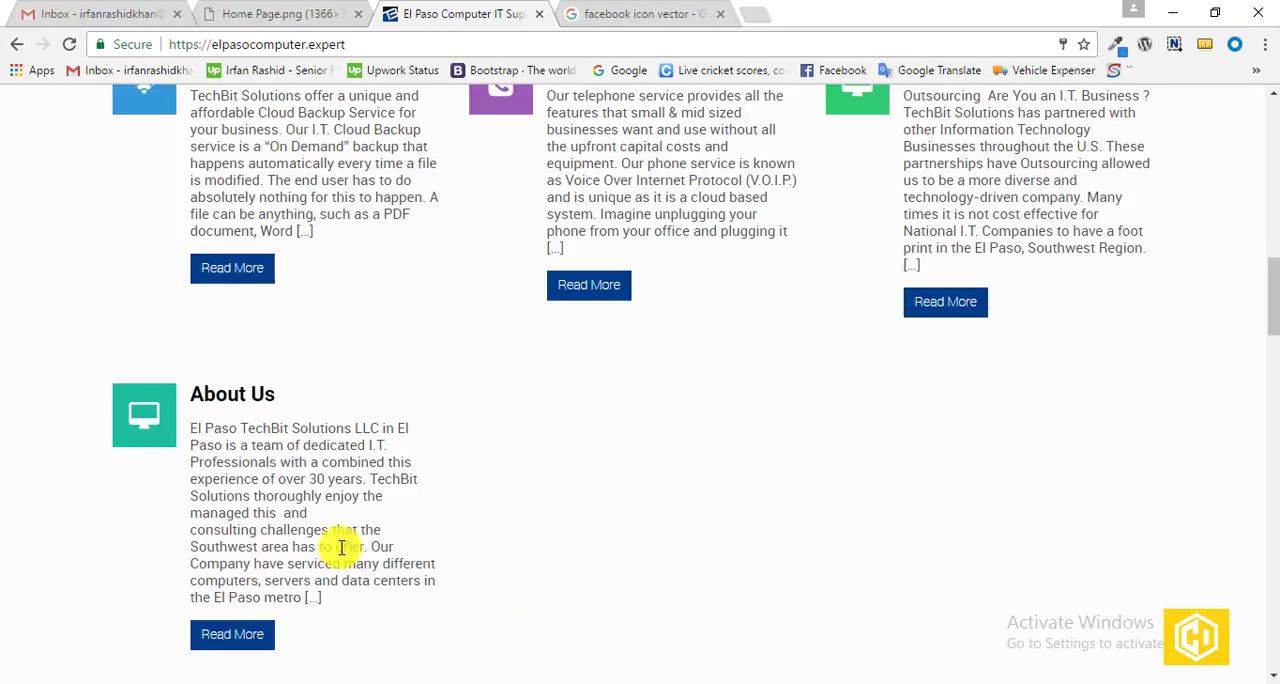 Inbox - irfanrashidkhan@
Home Page.png (1366×3
El Paso Computer IT Sup
facebook icon vector - G
Secure https://elpasocomputer.expert
Apps
Inbox - irfanrashidkha
Irfan Rashid - Senior
Upwork Status
Bootstrap - The world
Google
Live cricket scores, co
Facebook
Google Translate
Vehicle Expenser
TechBit Solutions offer a unique and
affordable Cloud Backup Service for
your business. Our I.T. Cloud Backup
service is a “On Demand” backup that
happens automatically every time a file
is modified. The end user has to do
absolutely nothing for this to happen. A
file can be anything, such as a PDF
document, Word [...]
Read More
Our telephone service provides all the
features that small & mid sized
businesses want and use without all
the upfront capital costs and
equipment. Our phone service is known
as Voice Over Internet Protocol (V.O.I.P.)
and is unique as it is a cloud based
system. Imagine unplugging your
phone from your office and plugging it
[...]
Read More
Outsourcing Are You an I.T. Business ?
TechBit Solutions has partnered with
other Information Technology
Businesses throughout the U.S. These
partnerships have Outsourcing allowed
us to be a more diverse and
technology-driven company. Many
times it is not cost effective for
National I.T. Companies to have a foot
print in the El Paso, Southwest Region.
[...]
Read More
About Us
El Paso TechBit Solutions LLC in El
Paso is a team of dedicated I.T.
Professionals with a combined this
experience of over 30 years. TechBit
Solutions thoroughly enjoy the
managed this and
consulting challenges that the
Southwest area has to offer. Our
Company have serviced many different
computers, servers and data centers in
the El Paso metro [...]
Read More
Activate Windows
Go to Settings to activate